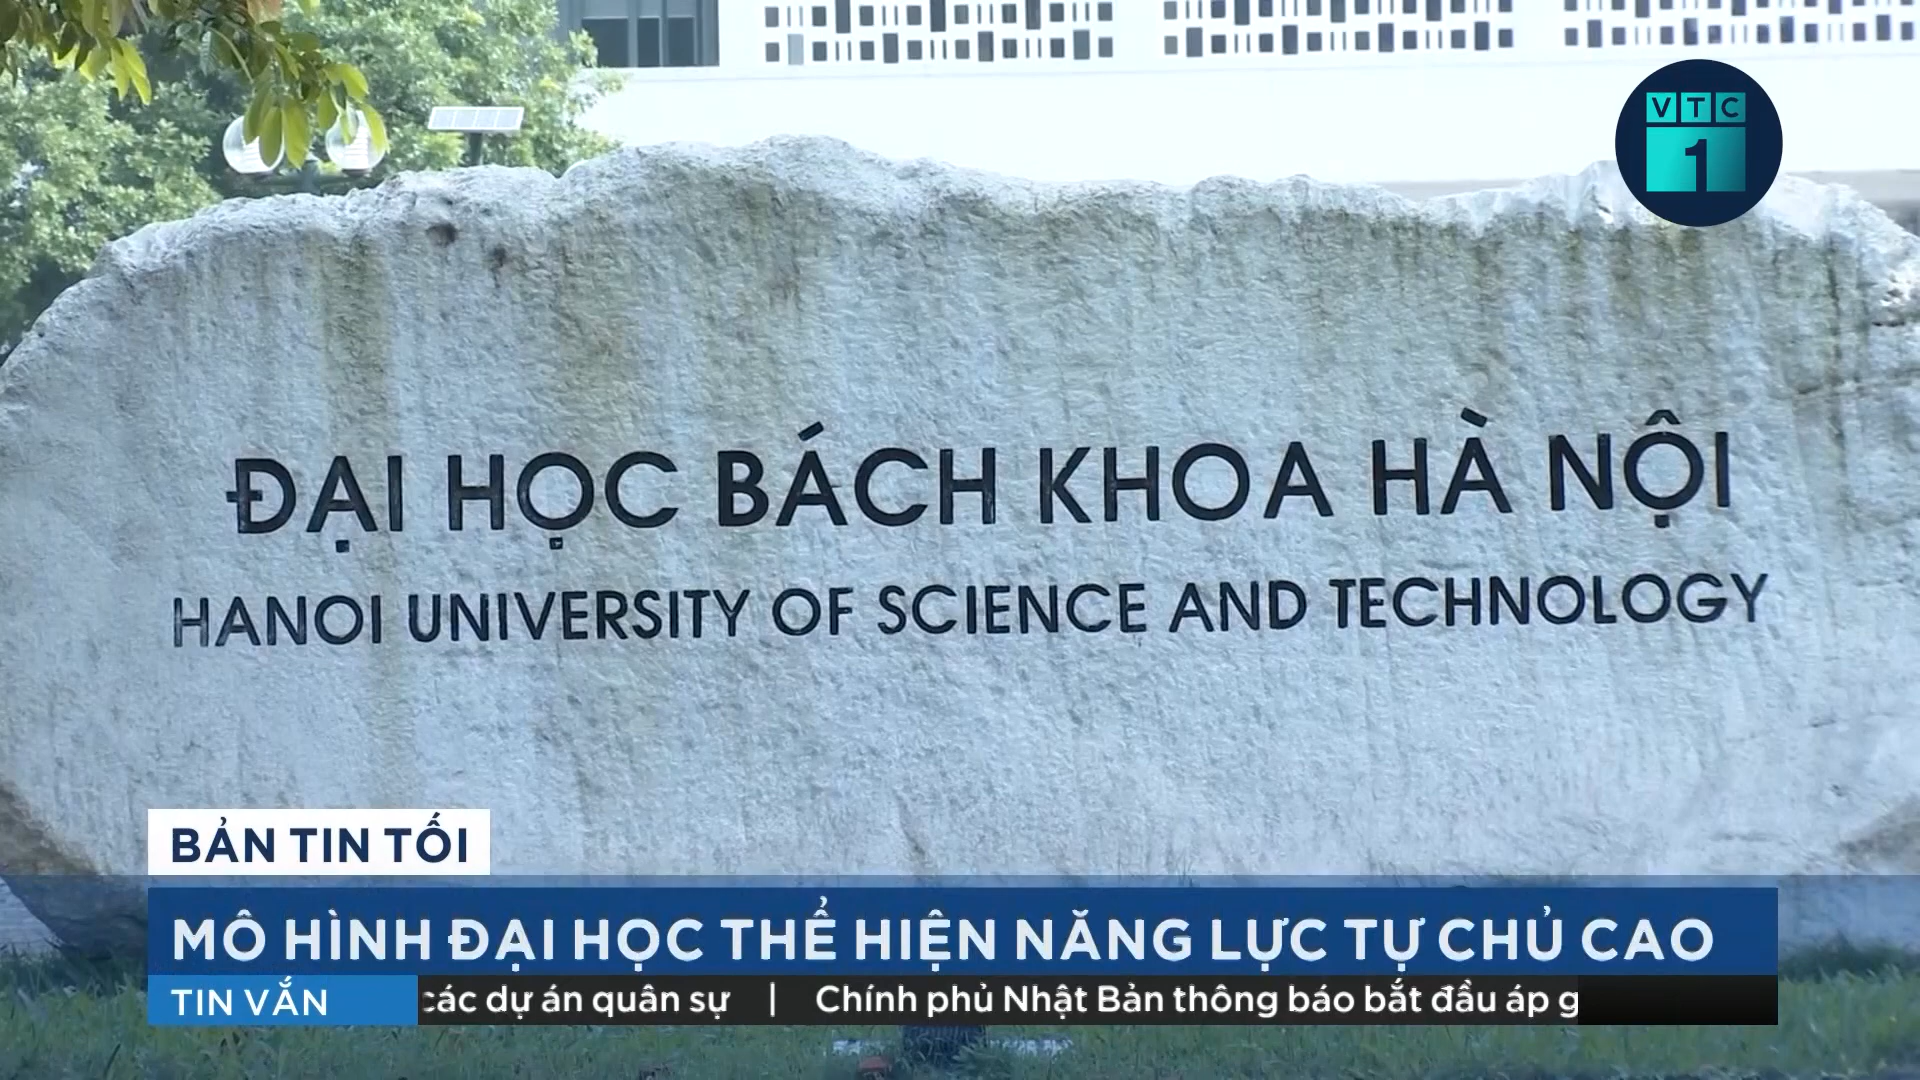 VTC
1
ĐẠI HỌC BÁCH KHOA HÀ NỘI
HANOI UNIVERSITY OF SCIENCE AND TECHNOLOGY
BẢN TIN TỐI
MÔ HÌNH ĐẠI HỌC THỂ HIỆN NĂNG LỰC TỰ CHỦ CAO
TIN VẮN các dự án quân sự | Chính phủ Nhật Bản thông báo bắt đầu áp g